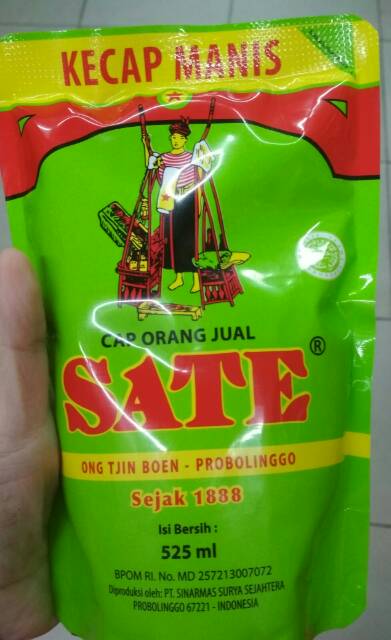 KECAP MANIS
CAP ORANG JUAL
SATE ®
ONG TJIN BOEN - PROBOLINGGO
Sejak 1888
Isi Bersih :
525 ml
BPOM RI. No. MD 257213007072
Diproduksi oleh: PT. SINARMAS SURYA SEJAHTERA
PROBOLINGGO 67221 - INDONESIA